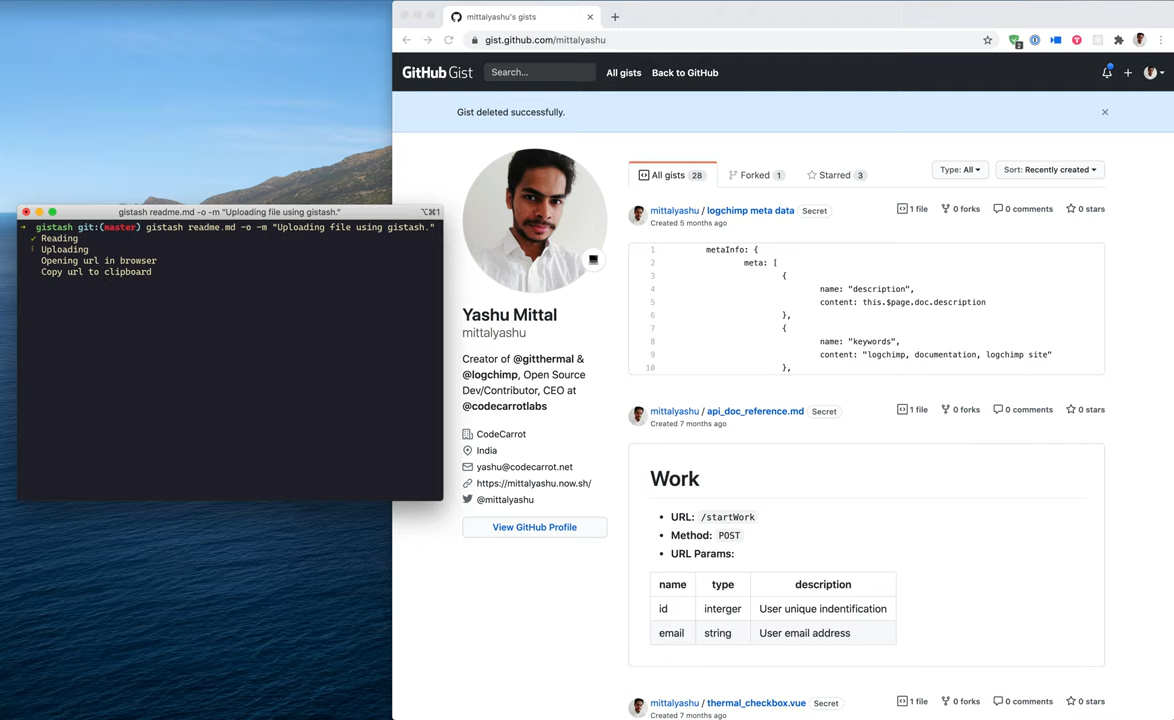 mittalyashu's gists
gist.github.com/mittalyashu
2
GitHub Gist
Search...
All gists
Back to GitHub
Gist deleted successfully.
gistash readme.md -o -m "Uploading file using gistash."
⌥⌘1
→ gistash git:(master) gistash readme.md -o -m "Uploading file using gistash."
✓ Reading
Uploading
Opening url in browser
Copy url to clipboard
Yashu Mittal
mittalyashu
Creator of @gitthermal &
@logchimp, Open Source
Dev/Contributor, CEO at
@codecarrotlabs
CodeCarrot
India
yashu@codecarrot.net
https://mittalyashu.now.sh/
@mittalyashu
View GitHub Profile
All gists 28
Forked 1
Starred 3
Type: All
Sort: Recently created
mittalyashu / logchimp meta data Secret
Created 5 months ago
1 file
0 forks
0 comments
0 stars
1 metaInfo: {
2 meta: [
3 {
4 name: "description",
5 content: this.$page.doc.description
6 },
7 {
8 name: "keywords",
9 content: "logchimp, documentation, logchimp site"
10 },
mittalyashu / api_doc_reference.md Secret
Created 7 months ago
1 file
0 forks
0 comments
0 stars
Work
• URL: /startWork
• Method: POST
• URL Params:
name type description
id interger User unique indentification
email string User email address
mittalyashu / thermal_checkbox.vue Secret
Created 7 months ago
1 file
0 forks
0 comments
0 stars